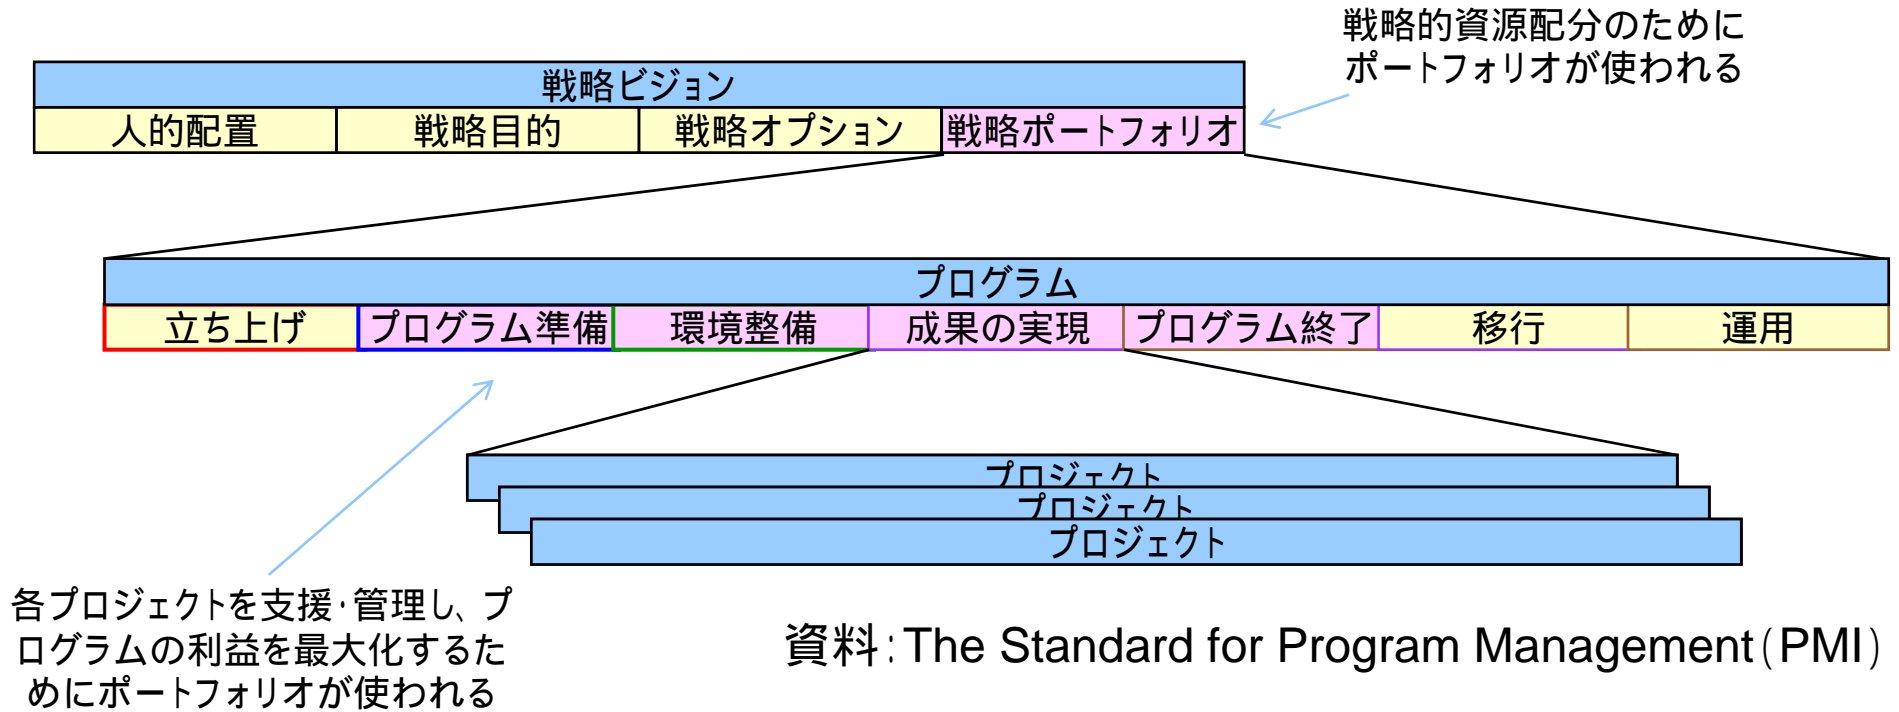 戦略的資源配分のために
ポートフォリオが使われる
戦略ビジョン
人的配置
戦略目的
戦略オプション
戦略ポートフォリオ
プログラム
立ち上げ
プログラム準備
環境整備
成果の実現
プログラム終了
移行
運用
プロジェクト
プロジェクト
プロジェクト
各プロジェクトを支援・管理し、プ
ログラムの利益を最大化するた
めにポートフォリオが使われる
資料：The Standard for Program Management（PMI）